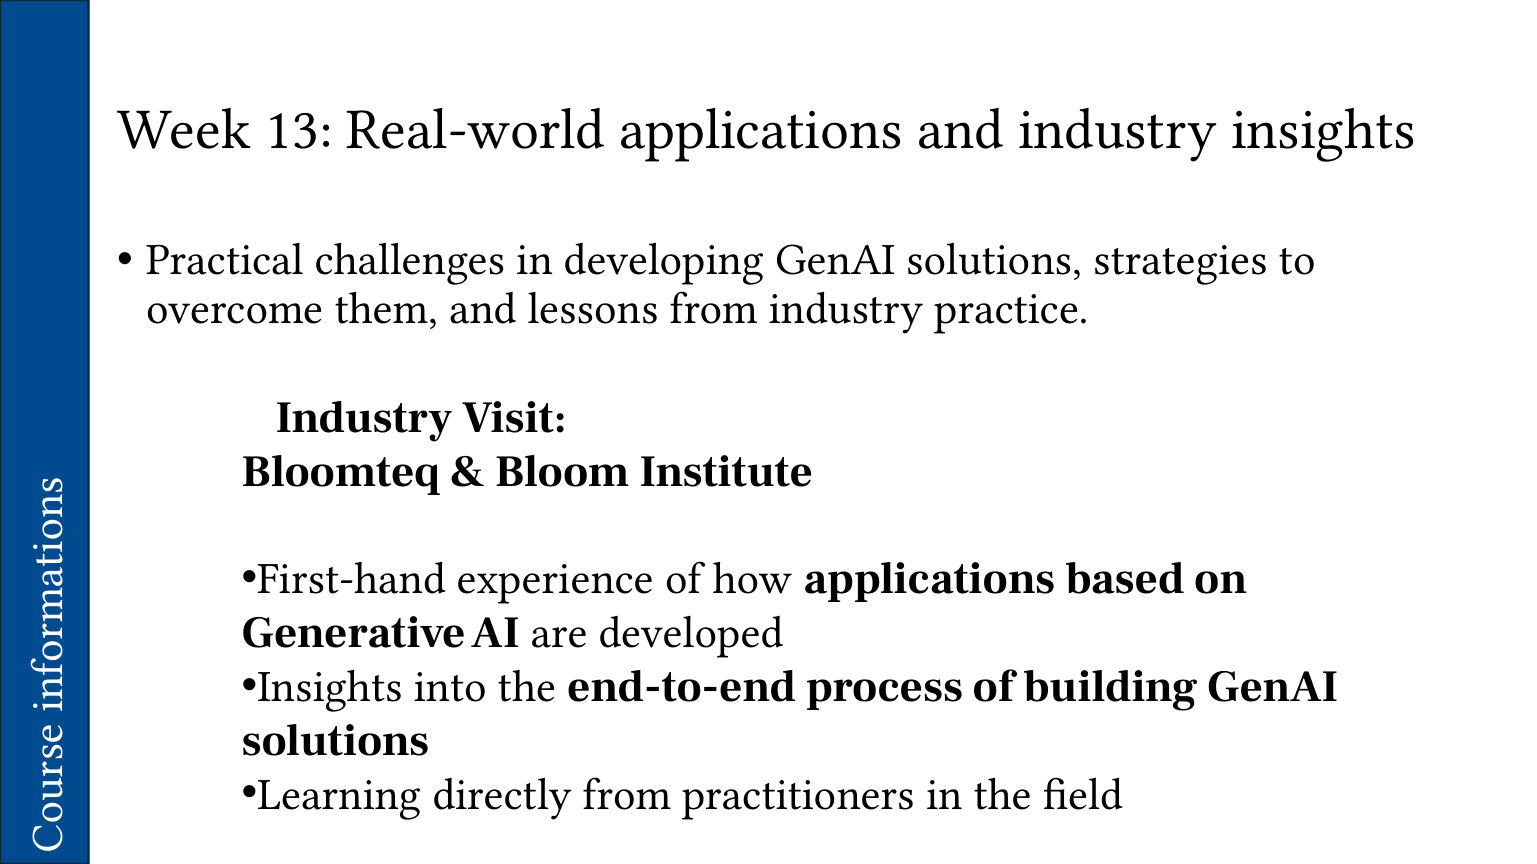 Week 13: Real-world applications and industry insights
• Practical challenges in developing GenAI solutions, strategies to
overcome them, and lessons from industry practice.
Industry Visit:
Bloomteq & Bloom Institute
•First-hand experience of how applications based on
Generative AI are developed
•Insights into the end-to-end process of building GenAI
solutions
•Learning directly from practitioners in the field
Course informations